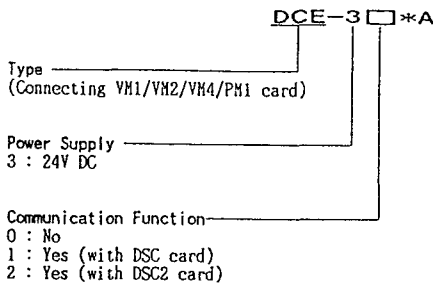 DCE-3□*A
Type
(Connecting VM1/VM2/VM4/PM1 card)
Power Supply
3 : 24V DC
Communication Function
0 : No
1 : Yes (with DSC card)
2 : Yes (with DSC2 card)